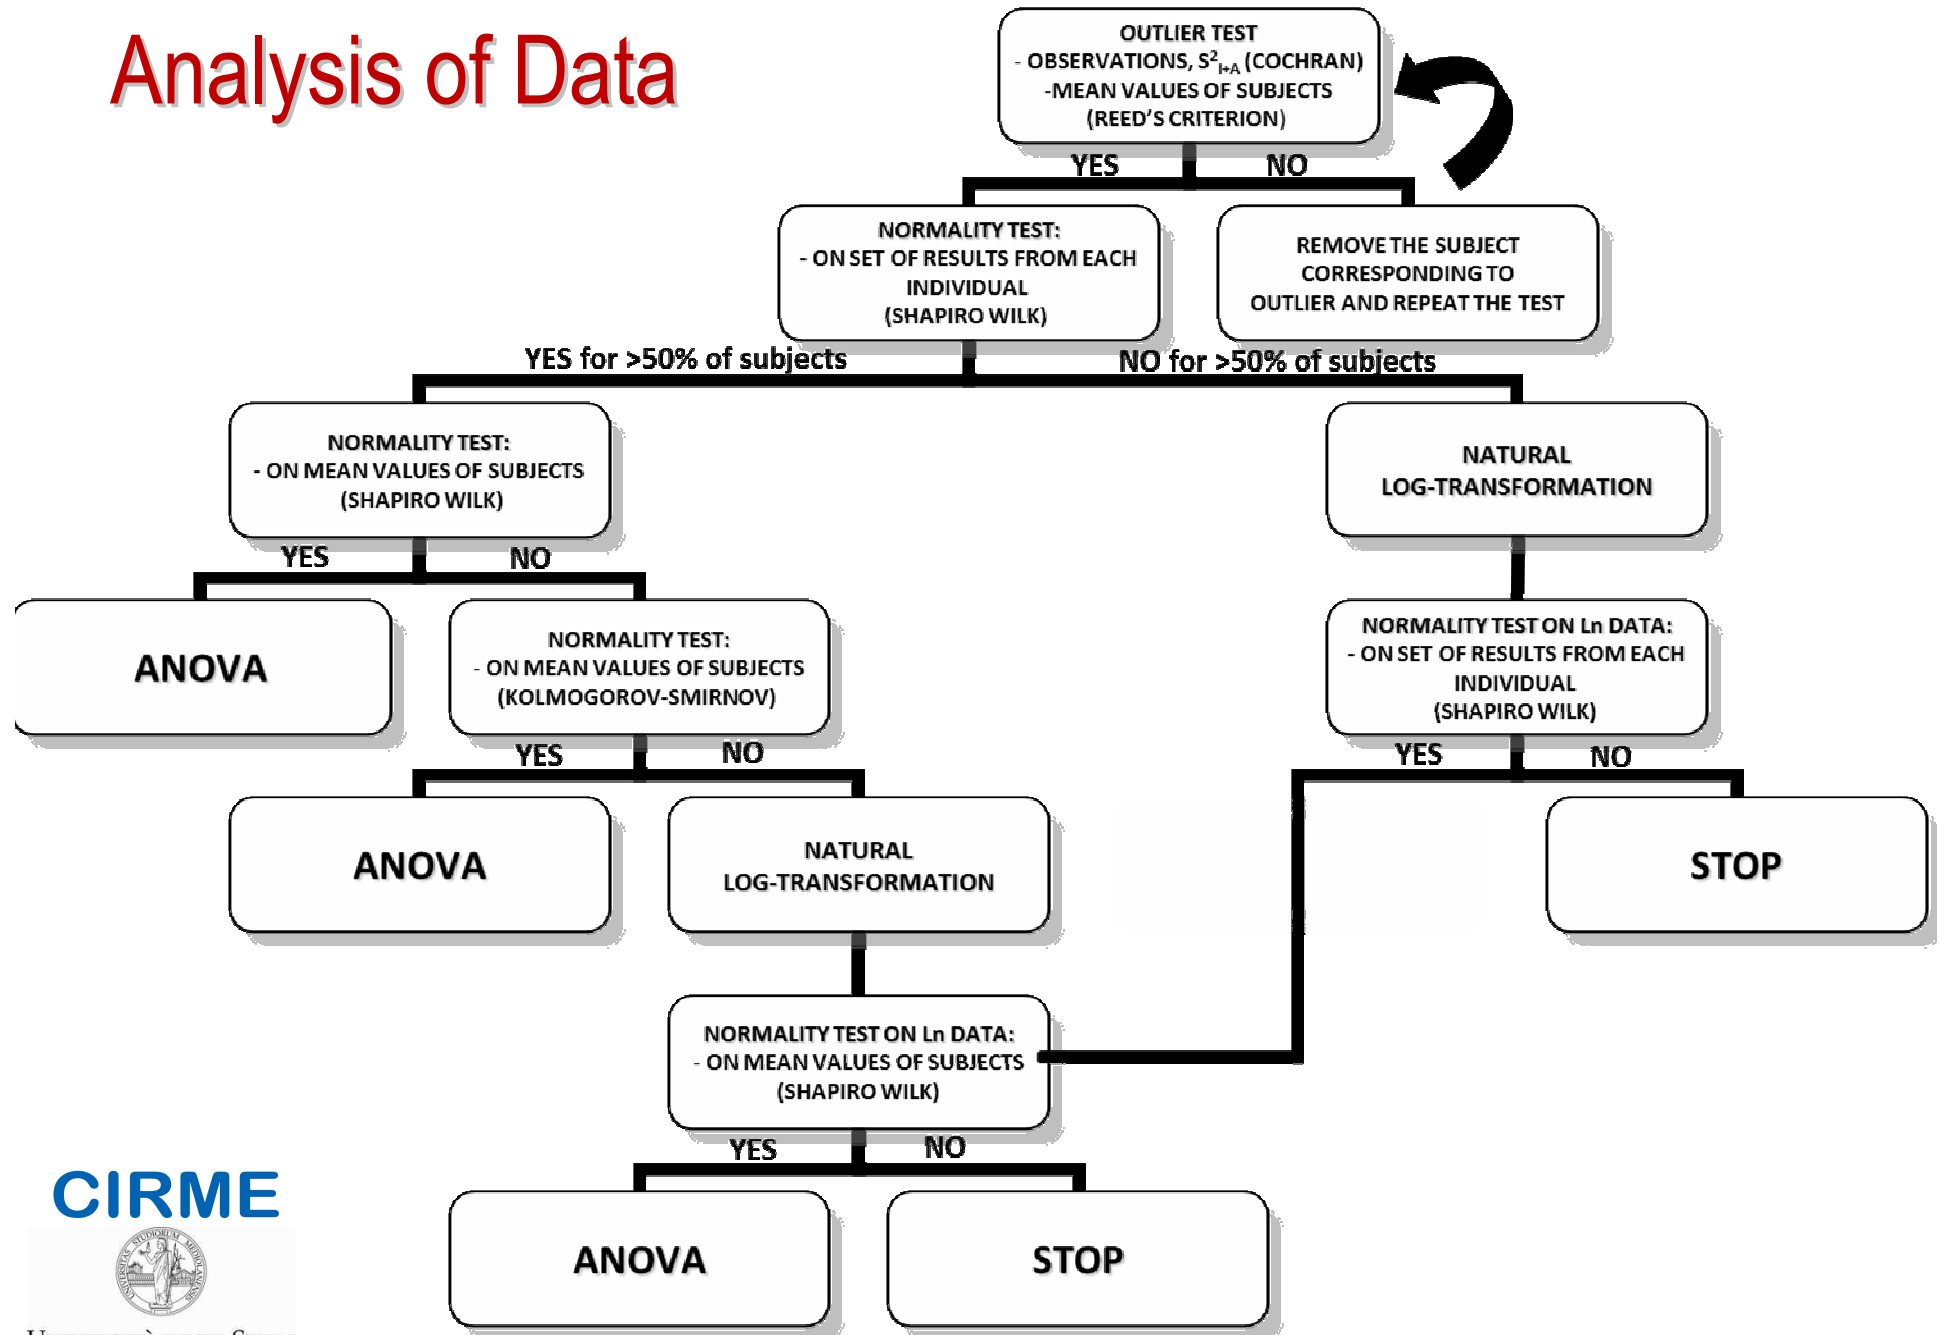 Analysis of Data
OUTLIER TEST
- OBSERVATIONS, S²I+A (COCHRAN)
-MEAN VALUES OF SUBJECTS
(REED'S CRITERION)
YES
NO
NORMALITY TEST:
- ON SET OF RESULTS FROM EACH
INDIVIDUAL
(SHAPIRO WILK)
REMOVE THE SUBJECT
CORRESPONDING TO
OUTLIER AND REPEAT THE TEST
YES for >50% of subjects
NO for >50% of subjects
NORMALITY TEST:
- ON MEAN VALUES OF SUBJECTS
(SHAPIRO WILK)
NATURAL
LOG-TRANSFORMATION
YES
NO
ANOVA
NORMALITY TEST:
- ON MEAN VALUES OF SUBJECTS
(KOLMOGOROV-SMIRNOV)
NORMALITY TEST ON Ln DATA:
- ON SET OF RESULTS FROM EACH
INDIVIDUAL
(SHAPIRO WILK)
YES
NO
YES
NO
ANOVA
NATURAL
LOG-TRANSFORMATION
STOP
NORMALITY TEST ON Ln DATA:
- ON MEAN VALUES OF SUBJECTS
(SHAPIRO WILK)
YES
NO
ANOVA
STOP
CIRME
UNIVERSITAS STUDIORUM MEDIOLANENSIS